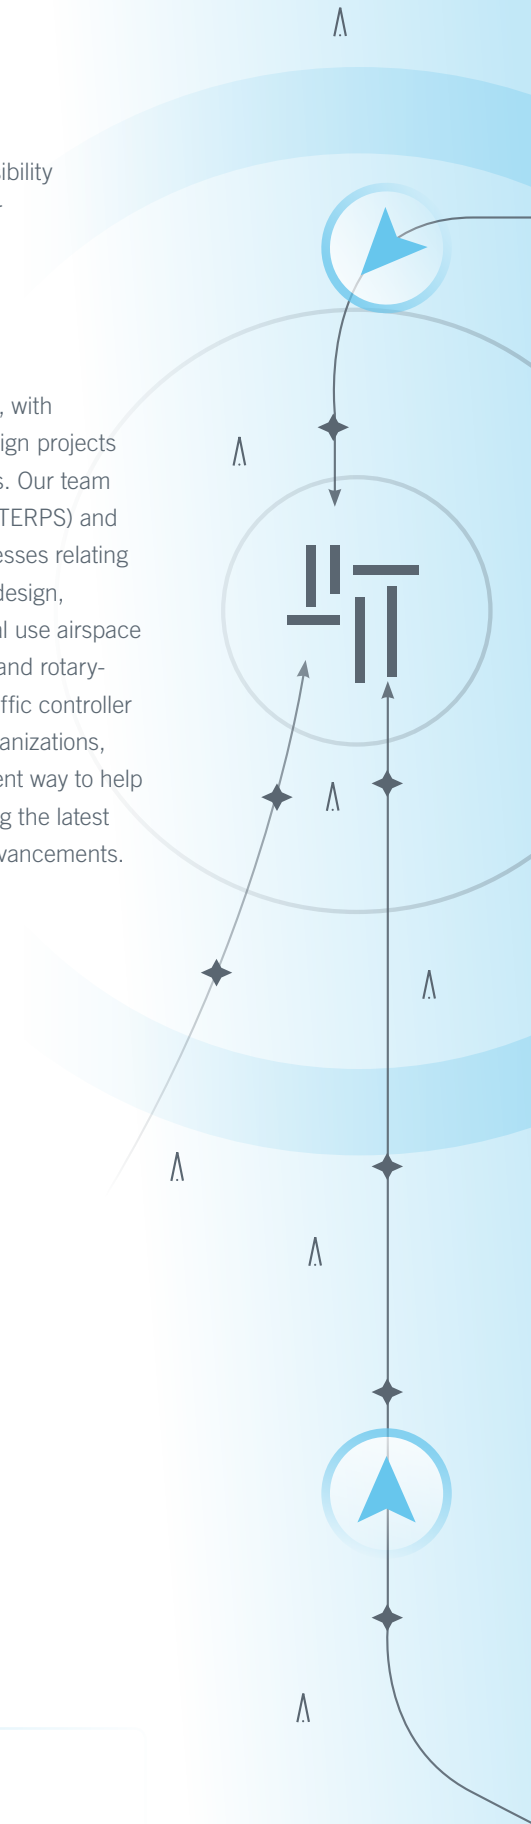 ibility
, with
ign projects
s. Our team
TERPS) and
esses relating
design,
l use airspace
and rotary-
ffic controller
anizations,
ent way to help
g the latest
vancements.